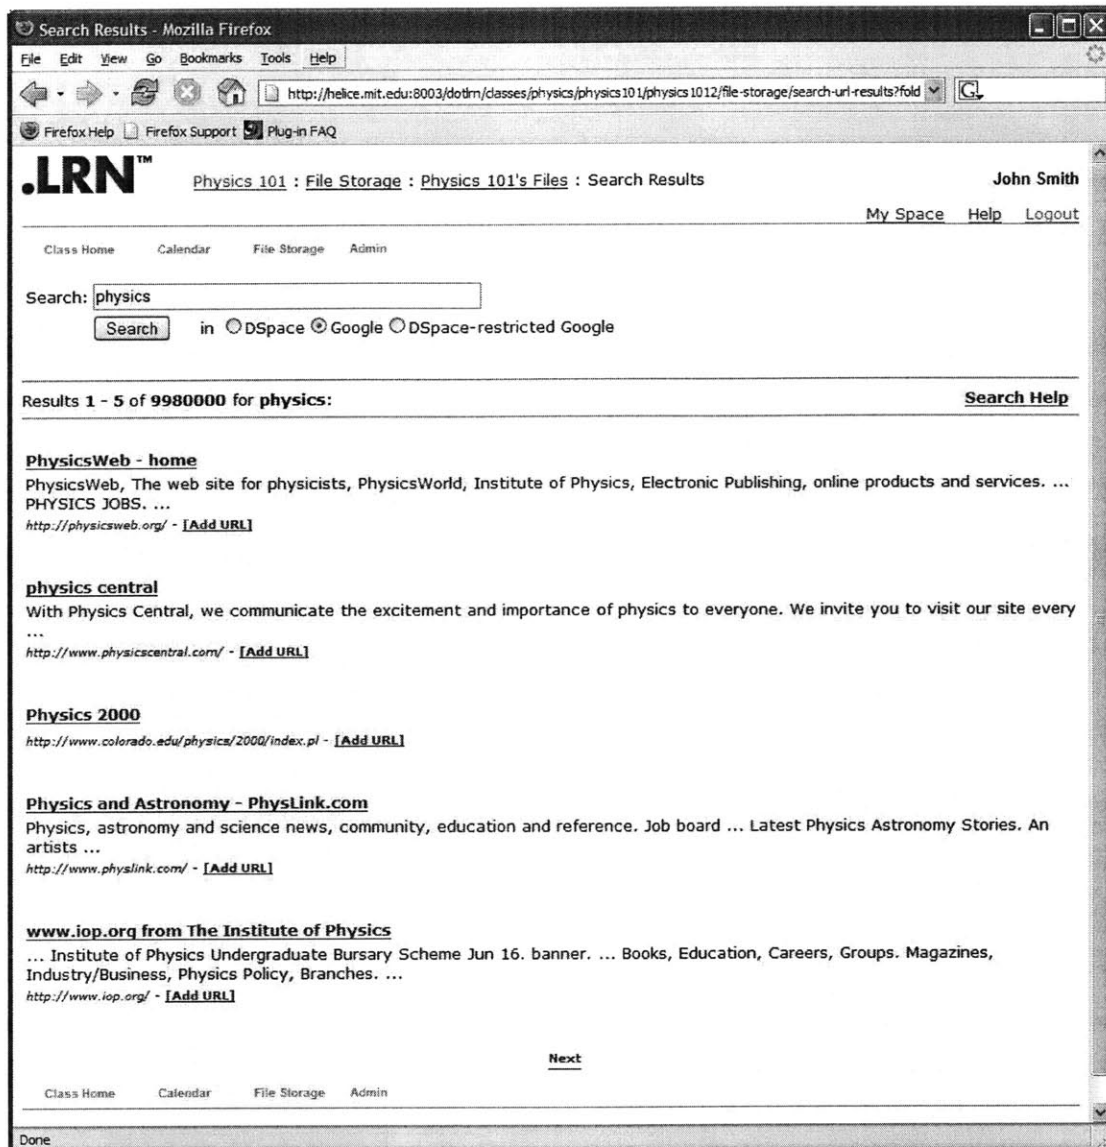 Search Results - Mozilla Firefox
File Edit View Go Bookmarks Tools Help
http://helice.mit.edu:8003/dotlrn/classes/physics/physics101/physics1012/file-storage/search-url-results?fold G
Firefox Help Firefox Support Plug-in FAQ
.LRN™ Physics 101 : File Storage : Physics 101's Files : Search Results John Smith
My Space Help Logout
Class Home Calendar File Storage Admin
Search: physics
Search in DSpace Google DSpace-restricted Google
Results 1 - 5 of 9980000 for physics: Search Help
PhysicsWeb - home
PhysicsWeb, The web site for physicists, PhysicsWorld, Institute of Physics, Electronic Publishing, online products and services. ...
PHYSICS JOBS. ...
http://physicsweb.org/ - [Add URL]
physics central
With Physics Central, we communicate the excitement and importance of physics to everyone. We invite you to visit our site every
...
http://www.physicscentral.com/ - [Add URL]
Physics 2000
http://www.colorado.edu/physics/2000/index.pl - [Add URL]
Physics and Astronomy - PhysLink.com
Physics, astronomy and science news, community, education and reference. Job board ... Latest Physics Astronomy Stories. An
artists ...
http://www.physlink.com/ - [Add URL]
www.iop.org from The Institute of Physics
... Institute of Physics Undergraduate Bursary Scheme Jun 16. banner. ... Books, Education, Careers, Groups. Magazines,
Industry/Business, Physics Policy, Branches. ...
http://www.iop.org/ - [Add URL]
Next
Class Home Calendar File Storage Admin
Done